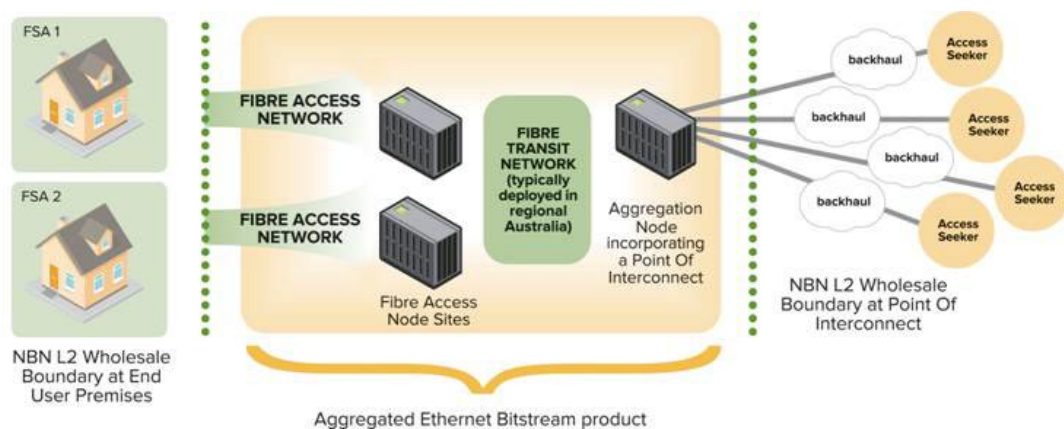 FSA 1
FIBRE ACCESS
NETWORK
FSA 2
FIBRE ACCESS
NETWORK
NBN L2 Wholesale
Boundary at End
User Premises
Fibre Access
Node Sites
FIBRE
TRANSIT
NETWORK
(typically
deployed in
regional
Australia)
Aggregation
Node
incorporating
a Point Of
Interconnect
backhaul
Access
Seeker
backhaul
Access
Seeker
backhaul
Access
Seeker
backhaul
Access
Seeker
NBN L2 Wholesale
Boundary at Point Of
Interconnect
Aggregated Ethernet Bitstream product